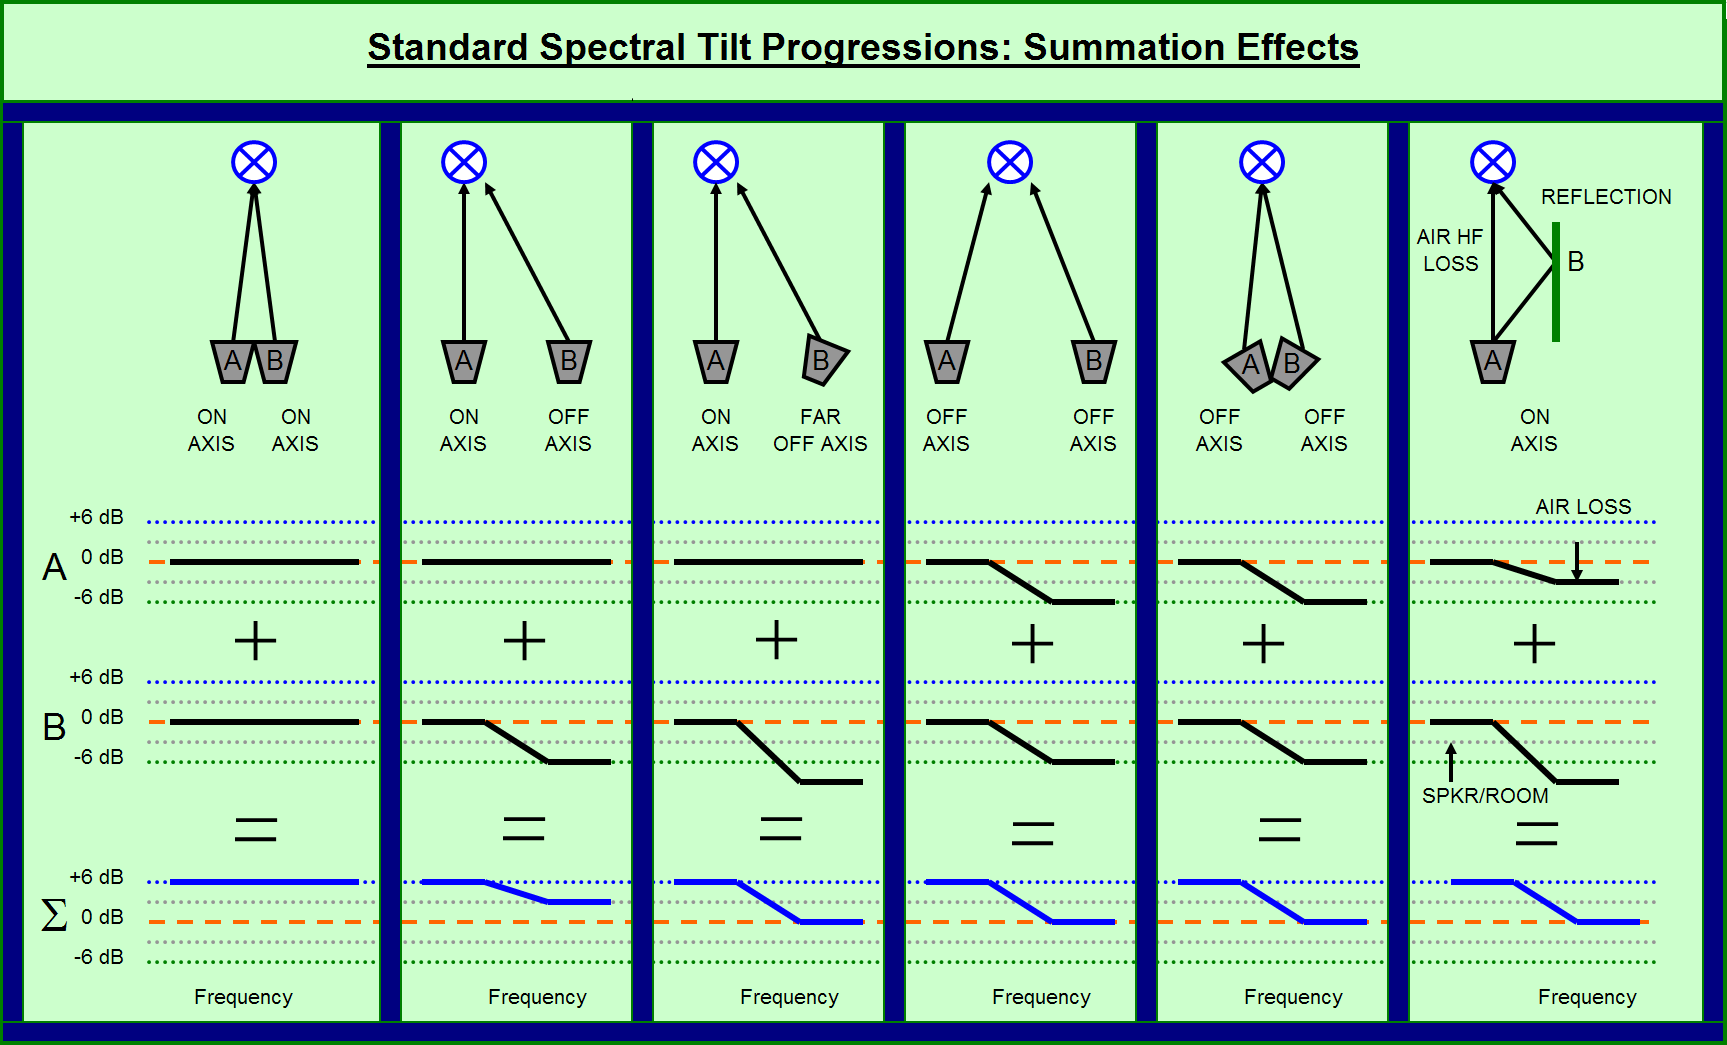 Standard Spectral Tilt Progressions: Summation Effects
REFLECTION
AIR HF
LOSS
B
A B
A B
A B
A B
A B
A
ON ON
AXIS AXIS
ON OFF
AXIS AXIS
ON FAR
AXIS OFF AXIS
OFF OFF
AXIS AXIS
OFF OFF
AXIS AXIS
ON
AXIS
AIR LOSS
+6 dB
A 0 dB
-6 dB
+ + + + + +
+6 dB
B 0 dB
-6 dB
SPKR/ROOM
= = = = = =
+6 dB
Σ 0 dB
-6 dB
Frequency Frequency Frequency Frequency Frequency Frequency